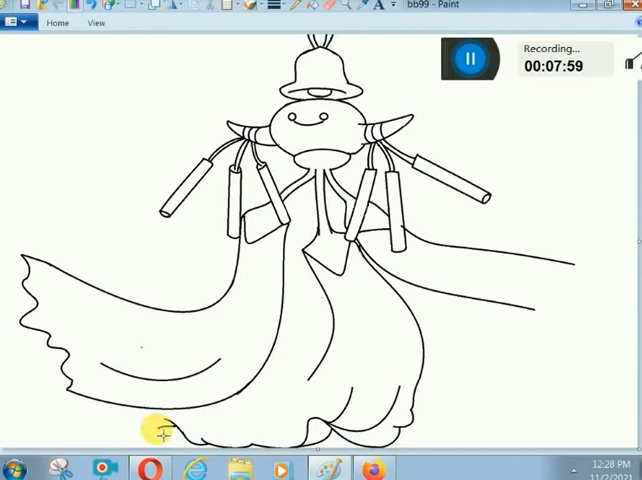 bb99 - Paint
Home View
Recording...
00:07:59
12:28 PM
11/2/2021